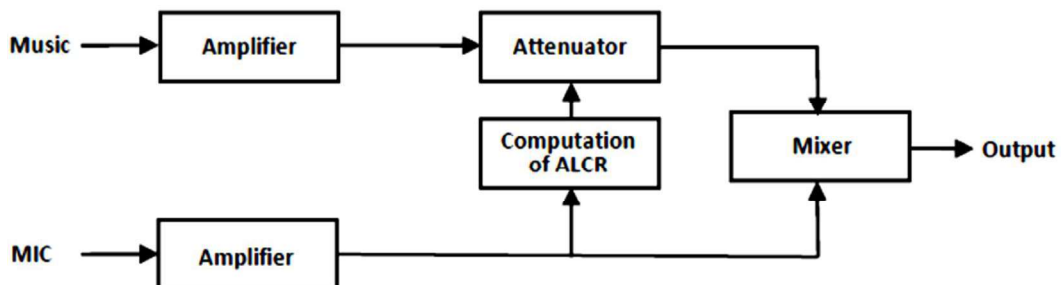 Music
Amplifier
Attenuator
Computation
of ALCR
Mixer
Output
MIC
Amplifier